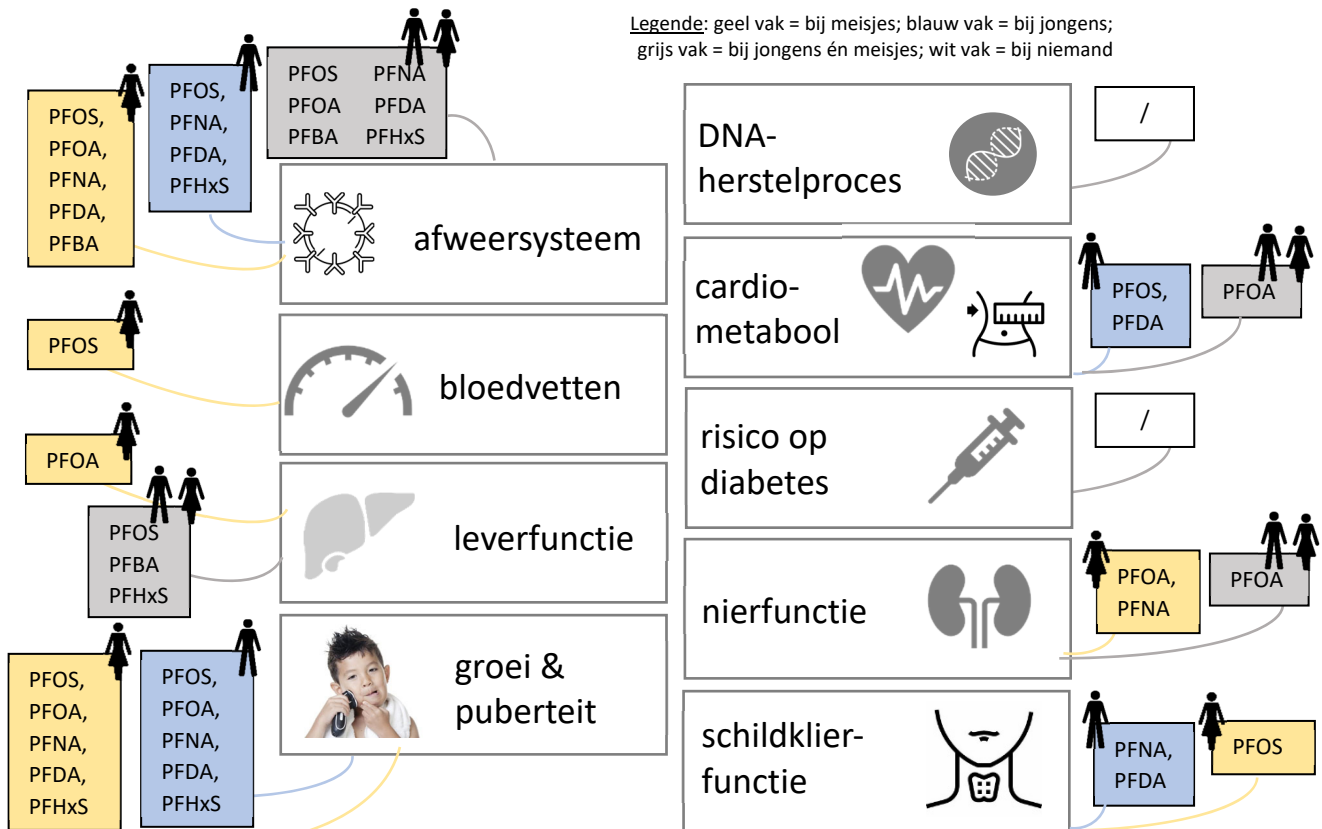 Legende: geel vak = bij meisjes; blauw vak = bij jongens;
grijs vak = bij jongens én meisjes; wit vak = bij niemand
PFOS,
PFOA,
PFNA,
PFDA,
PFBA
PFOS,
PFNA,
PFDA,
PFHxS
PFOS PFNA
PFOA PFDA
PFBA PFHxS
afweersysteem
PFOS
bloedvetten
PFOA
PFOS
PFBA
PFHxS
leverfunctie
PFOS,
PFOA,
PFNA,
PFDA,
PFHxS
PFOS,
PFOA,
PFNA,
PFDA,
PFHxS
groei &
puberteit
DNA-
herstelproces
/
cardio-
metabool
PFOS,
PFDA
PFOA
risico op
diabetes
/
nierfunctie
PFOA,
PFNA
PFOA
schildklier-
functie
PFNA,
PFDA
PFOS